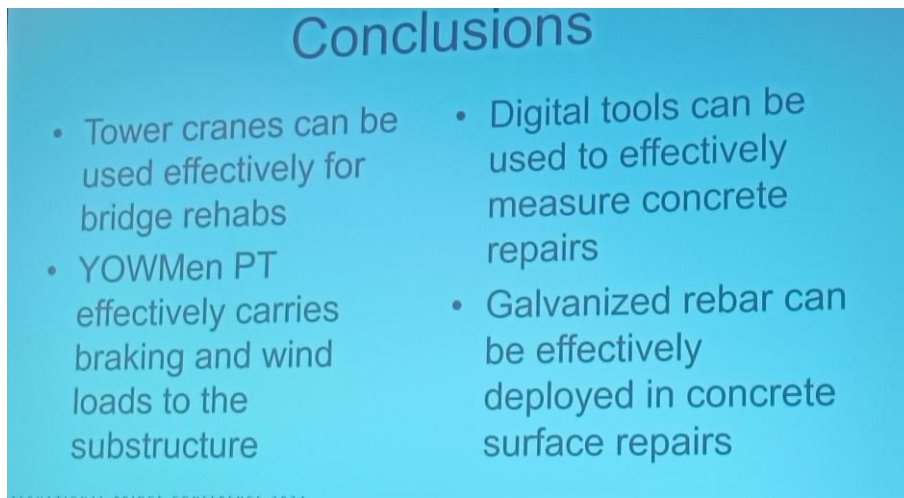 Conclusions
• Tower cranes can be
used effectively for
bridge rehabs
• YOWMen PT
effectively carries
braking and wind
loads to the
substructure
• Digital tools can be
used to effectively
measure concrete
repairs
• Galvanized rebar can
be effectively
deployed in concrete
surface repairs